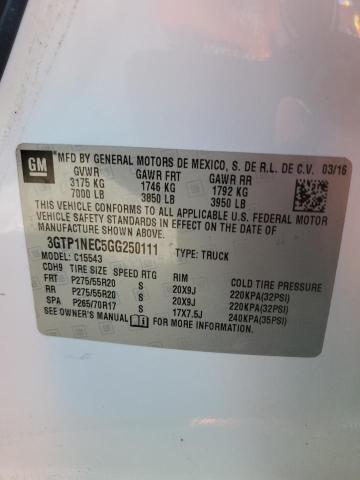 GM MFD BY GENERAL MOTORS DE MEXICO, S. DE R.L. DE C.V. 03/16
GVWR GAWR FRT GAWR RR
3175 KG 1746 KG 1792 KG
7000 LB 3850 LB 3950 LB
THIS VEHICLE CONFORMS TO ALL APPLICABLE U.S. FEDERAL MOTOR
VEHICLE SAFETY STANDARDS IN EFFECT ON THE DATE OF
MANUFACTURE SHOWN ABOVE.
3GTP1NEC5GG250111 TYPE: TRUCK
MODEL: C15543
CDH9 TIRE SIZE SPEED RTG RIM COLD TIRE PRESSURE
FRT P275/55R20 S 20X9J 220KPA(32PSI)
RR P275/55R20 S 20X9J 220KPA(32PSI)
SPA P265/70R17 S 17X7.5J 240KPA(35PSI)
SEE OWNER'S MANUAL FOR MORE INFORMATION.